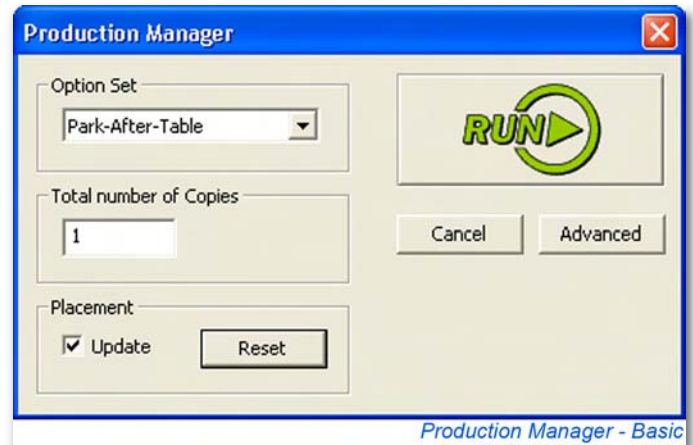 Production Manager
Option Set
Park-After-Table
RUN
Total number of Copies
1
Cancel
Advanced
Placement
Update
Reset
Production Manager - Basic